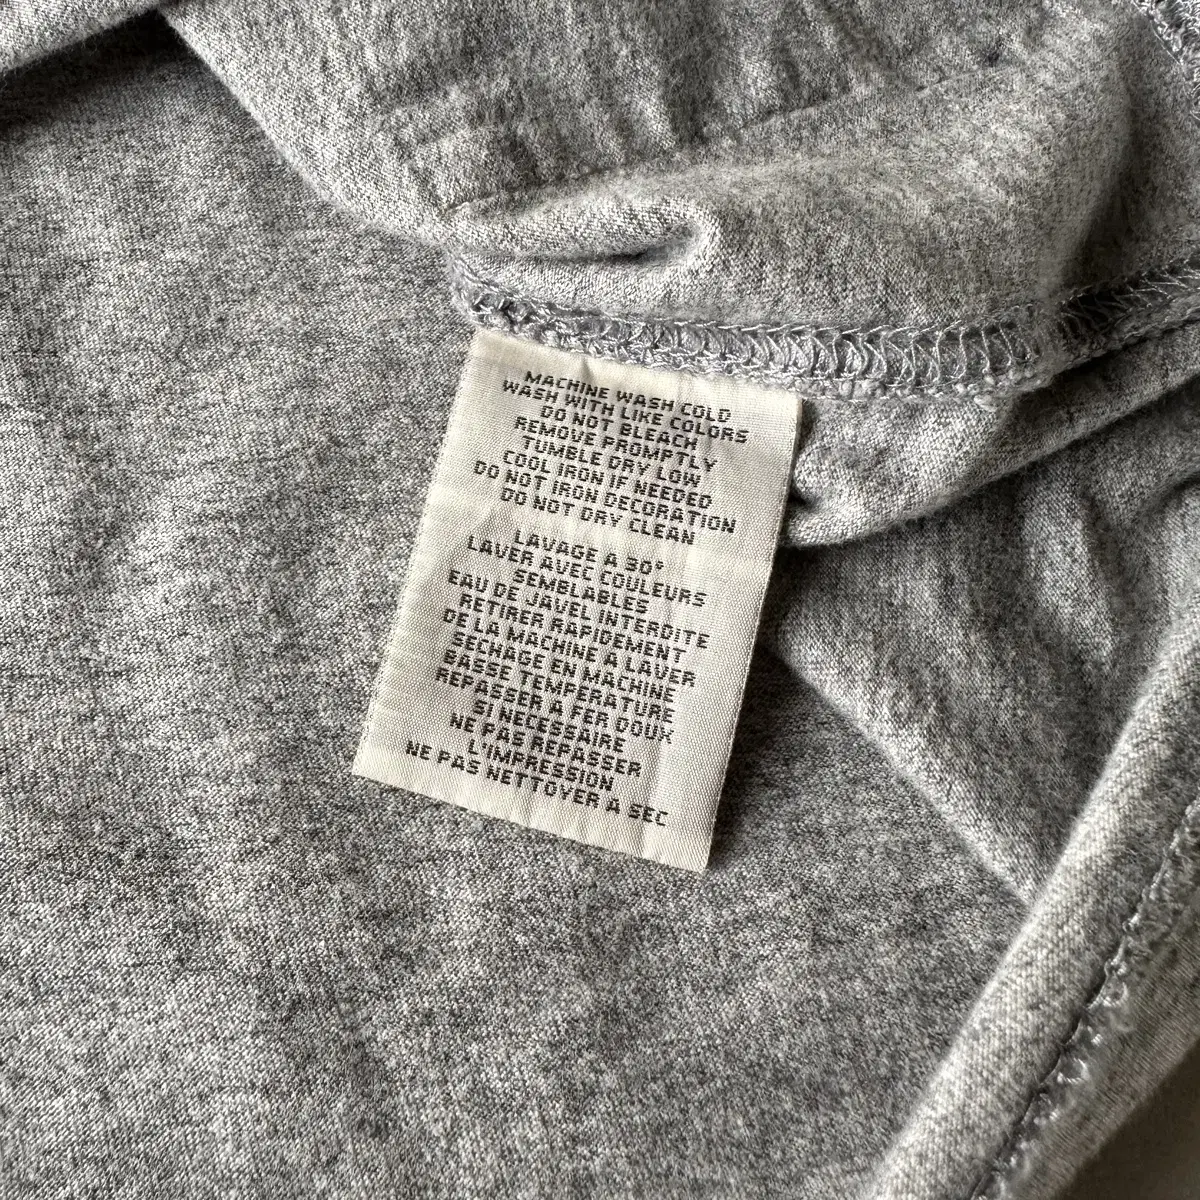 MACHINE WASH COLD
WASH WITH LIKE COLORS
DO NOT BLEACH
REMOVE PROMPTLY
TUMBLE DRY LOW
COOL IRON IF NEEDED
DO NOT IRON DECORATION
DO NOT DRY CLEAN
LAVAGE A 30°
LAVER AVEC COULEURS
SEMBLABLES
EAU DE JAVEL INTERDITE
RETIRER RAPIDEMENT
DE LA MACHINE A LAVER
SECHAGE EN MACHINE
BASSE TEMPERATURE
REPASSER A FER DOUX
SI NECESSAIRE
NE PAS REPASSER
L'IMPRESSION
NE PAS NETTOYER A SEC